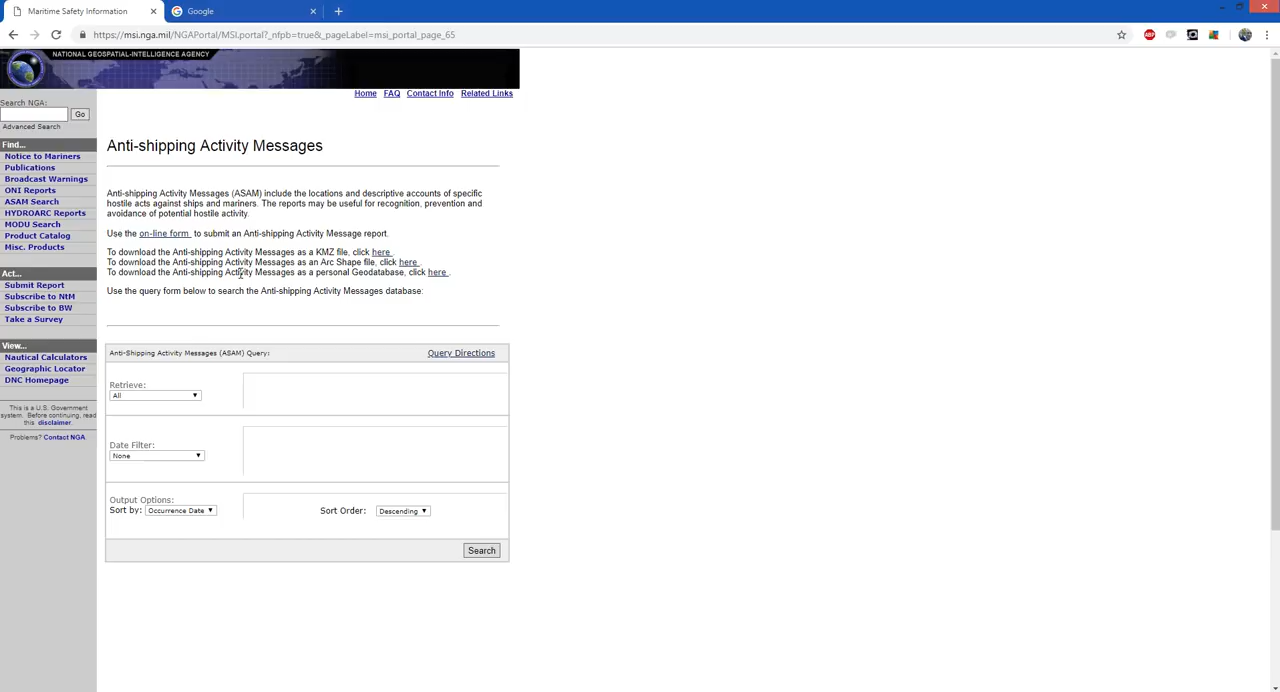 Maritime Safety Information
Google
https://msi.nga.mil/NGAPortal/MSI.portal?_nfpb=true&_pageLabel=msi_portal_page_65
NATIONAL GEOSPATIAL-INTELLIGENCE AGENCY
Home FAQ Contact Info Related Links
Search NGA:
Go
Advanced Search
Find...
Notice to Mariners
Publications
Broadcast Warnings
ONI Reports
ASAM Search
HYDROARC Reports
MODU Search
Product Catalog
Misc. Products
Act...
Submit Report
Subscribe to NtM
Subscribe to BW
Take a Survey
View...
Nautical Calculators
Geographic Locator
DNC Homepage
This is a U.S. Government
system. Before continuing, read
this disclaimer.
Problems? Contact NGA
Anti-shipping Activity Messages
Anti-shipping Activity Messages (ASAM) include the locations and descriptive accounts of specific
hostile acts against ships and mariners. The reports may be useful for recognition, prevention and
avoidance of potential hostile activity.
Use the on-line form to submit an Anti-shipping Activity Message report.
To download the Anti-shipping Activity Messages as a KMZ file, click here .
To download the Anti-shipping Activity Messages as an Arc Shape file, click here .
To download the Anti-shipping Activity Messages as a personal Geodatabase, click here .
Use the query form below to search the Anti-shipping Activity Messages database:
Anti-Shipping Activity Messages (ASAM) Query: Query Directions
Retrieve:
All
Date Filter:
None
Output Options:
Sort by: Occurrence Date Sort Order: Descending
Search